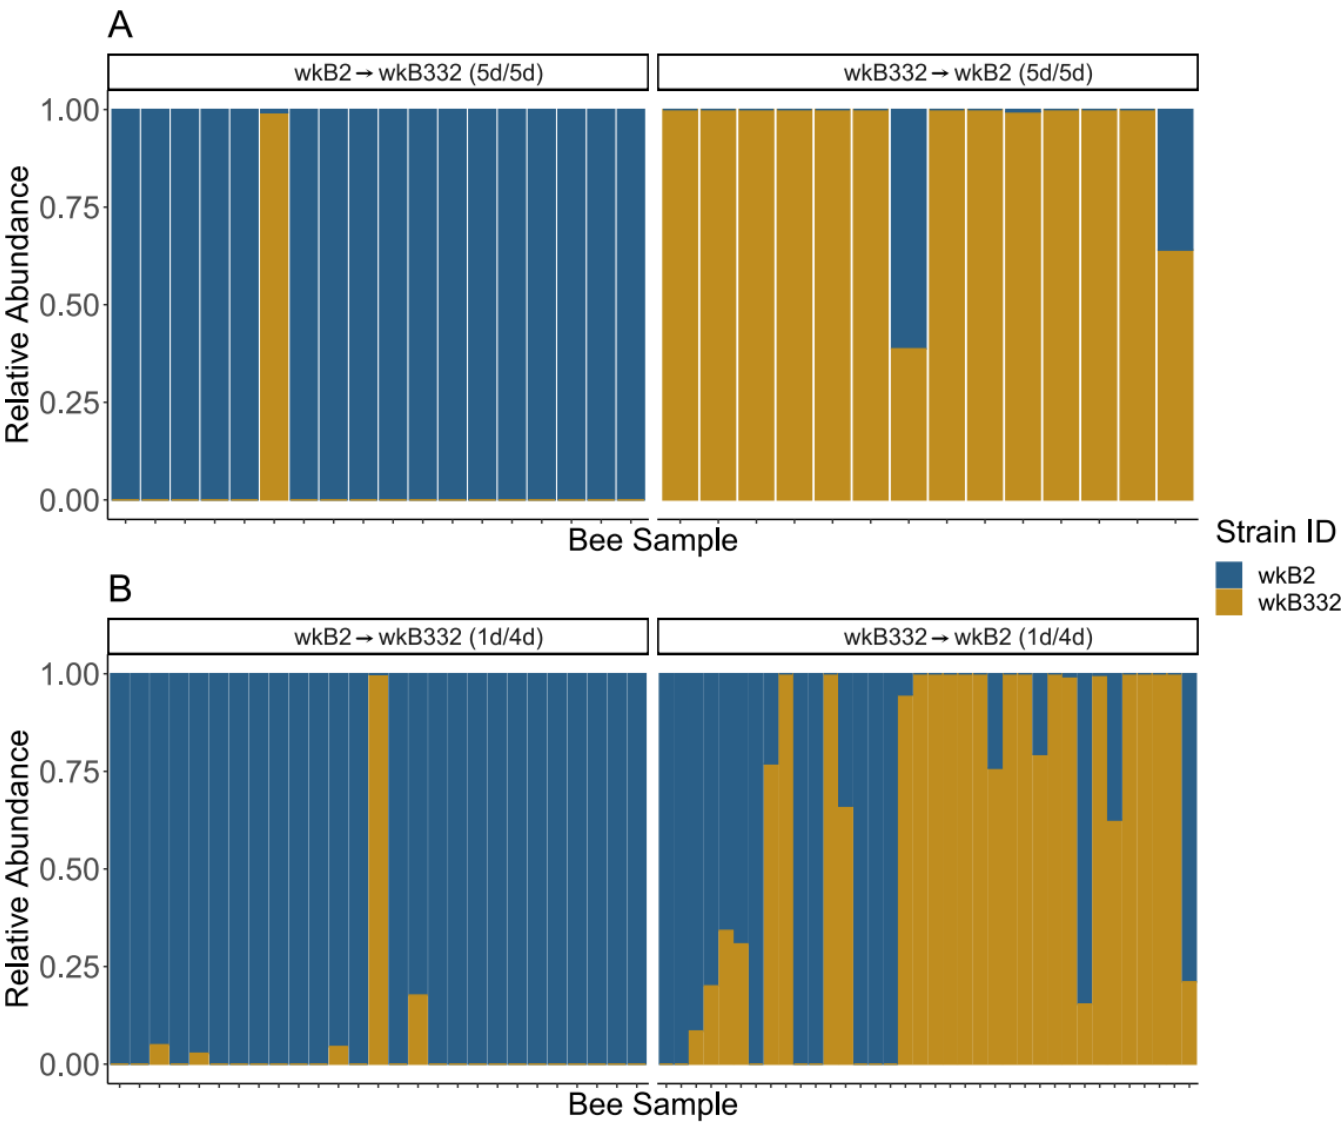 A
wkB2→wkB332 (5d/5d)
wkB332→wkB2 (5d/5d)
Relative Abundance
1.00
0.75
0.50
0.25
0.00
Bee Sample
Strain ID
wkB2
wkB332
B
wkB2→wkB332 (1d/4d)
wkB332→wkB2 (1d/4d)
Relative Abundance
1.00
0.75
0.50
0.25
0.00
Bee Sample